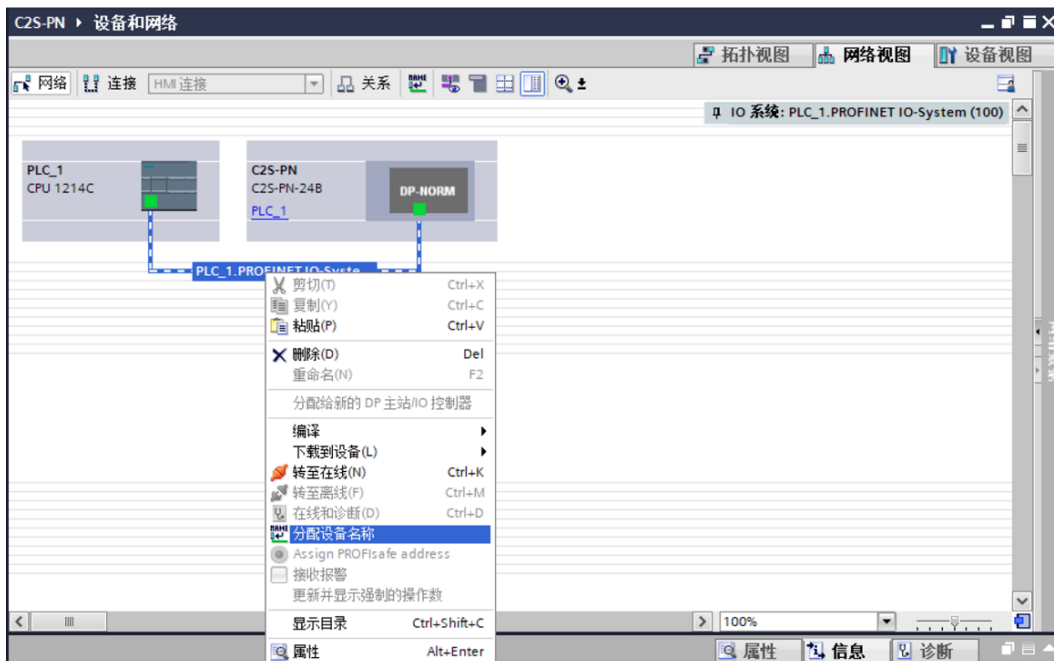 C2S-PN ▸ 设备和网络
拓扑视图 网络视图 设备视图
网络 连接 HMI 连接 关系
IO 系统: PLC_1.PROFINET IO-System (100)
PLC_1
CPU 1214C
C2S-PN
C2S-PN-24B
PLC_1
DP-NORM
PLC_1.PROFINET IO-Syste...
剪切(T) Ctrl+X
复制(Y) Ctrl+C
粘贴(P) Ctrl+V
删除(D) Del
重命名(N) F2
分配给新的 DP 主站/IO 控制器
编译
下载到设备(L)
转至在线(N) Ctrl+K
转至离线(F) Ctrl+M
在线和诊断(D) Ctrl+D
分配设备名称
Assign PROFIsafe address
接收报警
更新并显示强制的操作数
显示目录 Ctrl+Shift+C
属性 Alt+Enter
100%
属性 信息 诊断